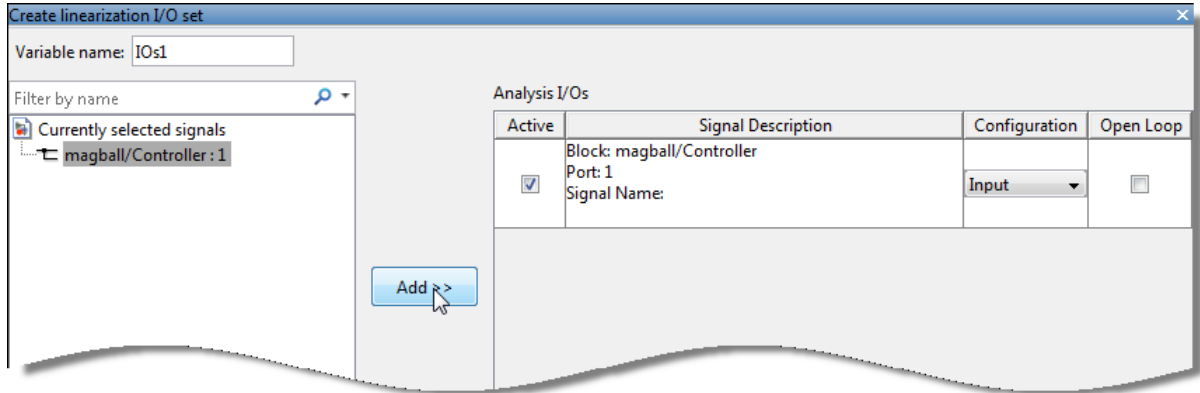 Create linearization I/O set
Variable name: IOs1
Filter by name
Currently selected signals
magball/Controller : 1
Add >>
Analysis I/Os
Active Signal Description Configuration Open Loop
Block: magball/Controller
Port: 1
Signal Name:
Input